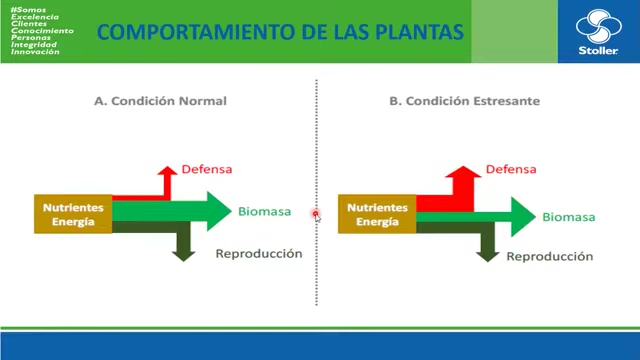 #Somos
Excelencia
Clientes
Conocimiento
Personas
Integridad
Innovación
COMPORTAMIENTO DE LAS PLANTAS
Stoller
A. Condición Normal
Defensa
Nutrientes
Energía
Biomasa
Reproducción
B. Condición Estresante
Defensa
Nutrientes
Energía
Biomasa
Reproducción